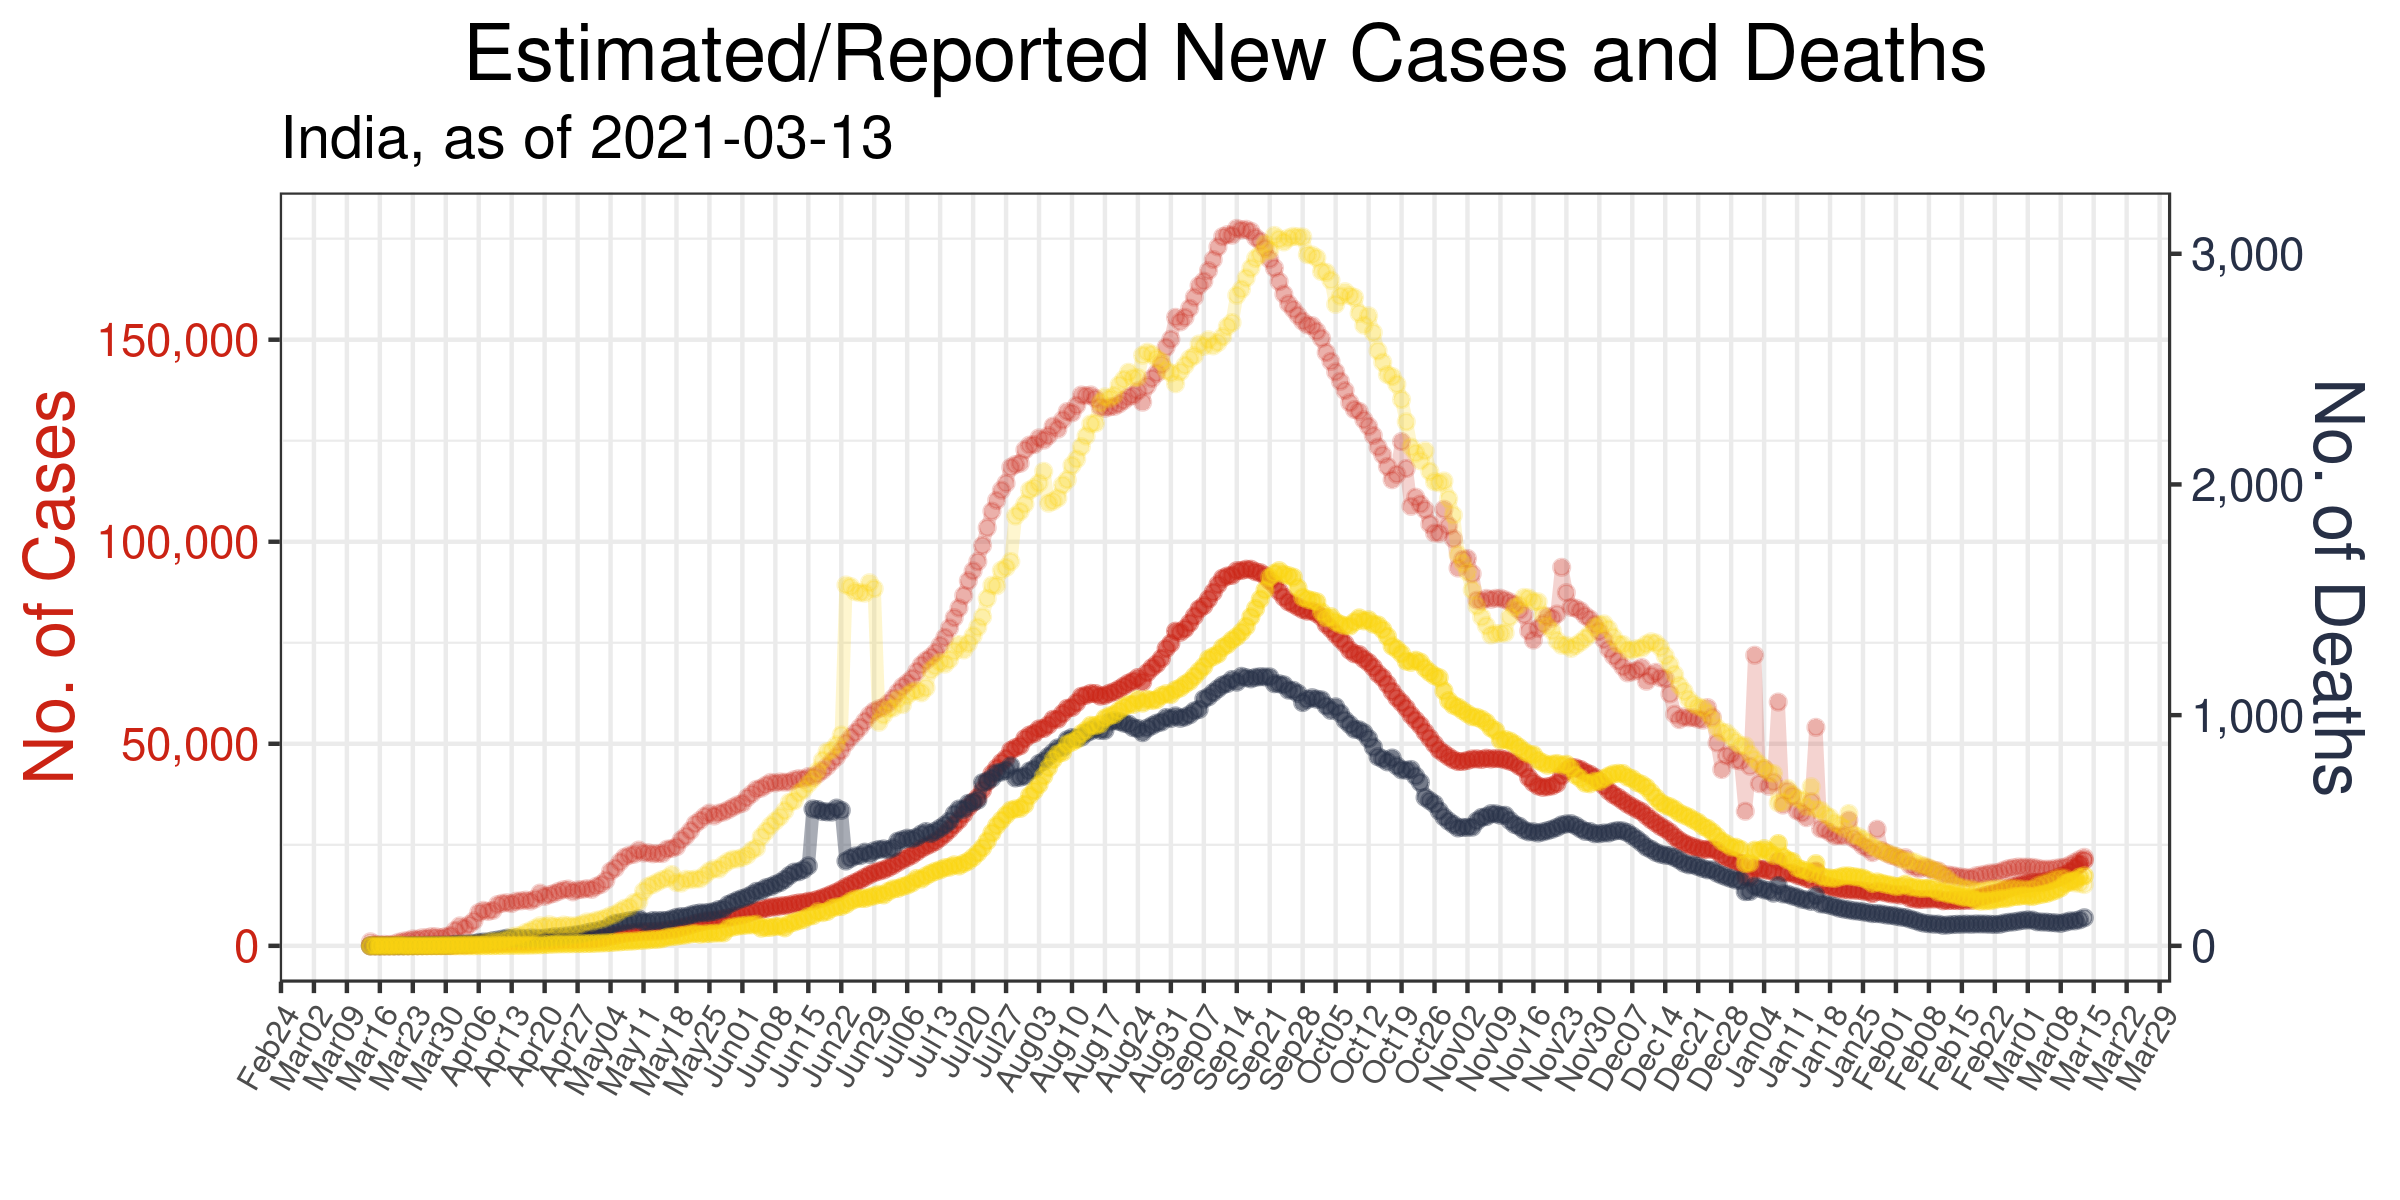 Estimated/Reported New Cases and Deaths
India, as of 2021-03-13
No. of Cases
150,000
100,000
50,000
0
3,000
2,000
1,000
0
No. of Deaths
Feb24
Mar02
Mar09
Mar16
Mar23
Mar30
Apr06
Apr13
Apr20
Apr27
May04
May11
May18
May25
Jun01
Jun08
Jun15
Jun22
Jun29
Jul06
Jul13
Jul20
Jul27
Aug03
Aug10
Aug17
Aug24
Aug31
Sep07
Sep14
Sep21
Sep28
Oct05
Oct12
Oct19
Oct26
Nov02
Nov09
Nov16
Nov23
Nov30
Dec07
Dec14
Dec21
Dec28
Jan04
Jan11
Jan18
Jan25
Feb01
Feb08
Feb15
Feb22
Mar01
Mar08
Mar15
Mar22
Mar29